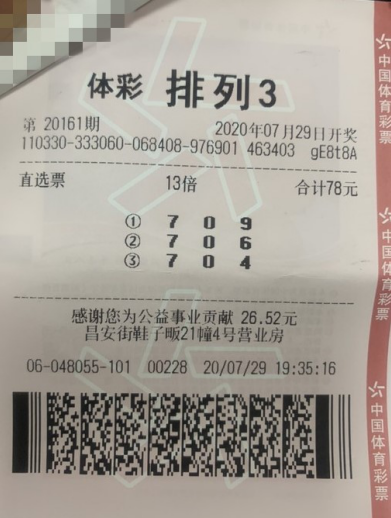 体彩 排列3
第 20161期 2020年07月29日开奖
110330-333060-068408-976901 463403 gE8t8A
直选票 13倍 合计78元
① 7 0 9
② 7 0 6
③ 7 0 4
感谢您为公益事业贡献 26.52元
昌安街鞋子畈21幢4号营业房
06-048055-101 00228 20/07/29 19:35:16
中国体育彩票
中国体育彩票
中国体育彩票